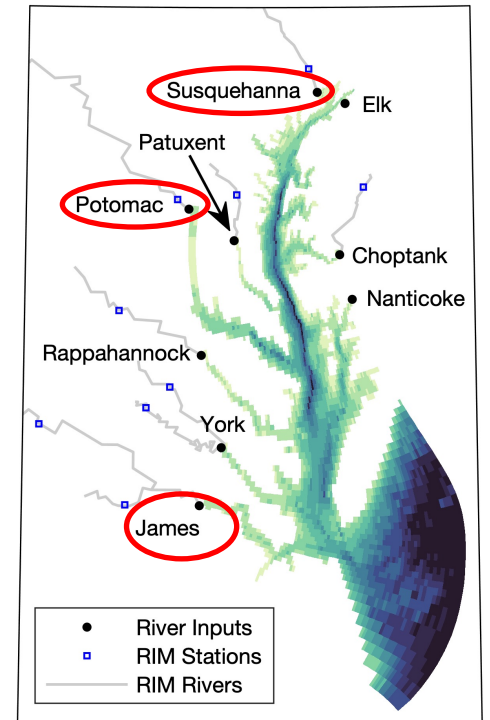 Susquehanna
Elk
Patuxent
Potomac
Choptank
Nanticoke
Rappahannock
York
James
River Inputs
RIM Stations
RIM Rivers